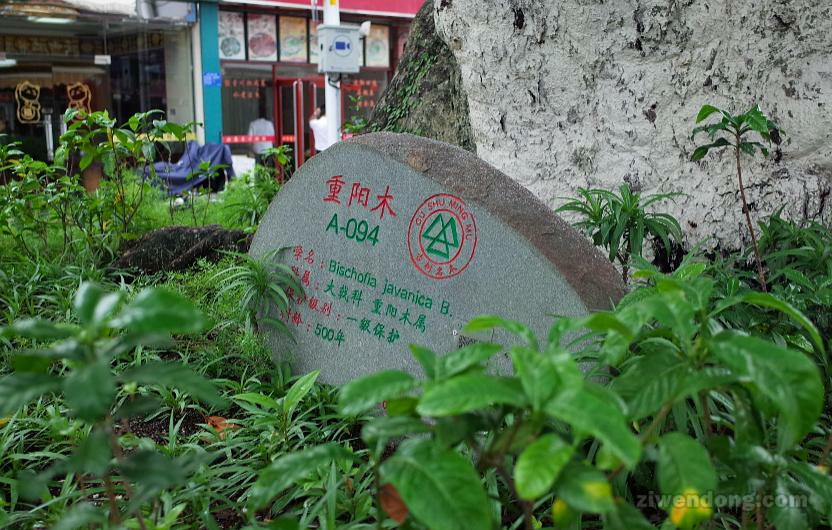 重阳木
A-094
GU SHU MING MU
古树名木
学名：Bischofia javanica B.
科属：大戟科 重阳木属
保护级别：一级保护
树龄：500年
ziwendong.com